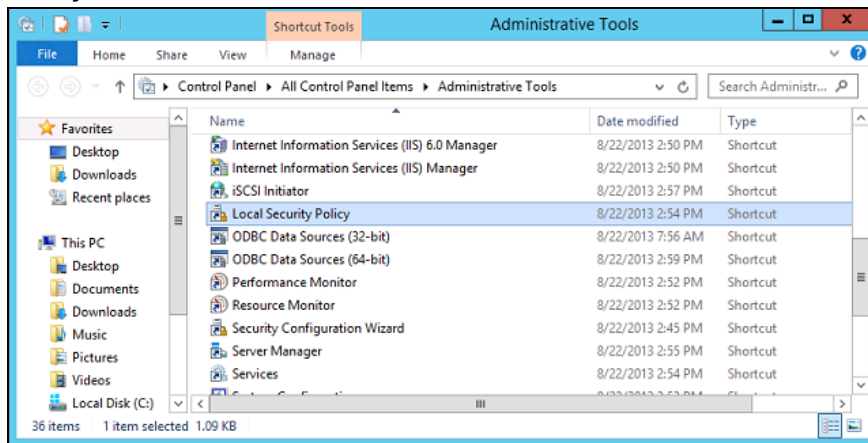 Shortcut Tools
Administrative Tools
File Home Share View Manage
Control Panel All Control Panel Items Administrative Tools Search Administr...
Favorites
Desktop
Downloads
Recent places
This PC
Desktop
Documents
Downloads
Music
Pictures
Videos
Local Disk (C:)
Name Date modified Type
Internet Information Services (IIS) 6.0 Manager 8/22/2013 2:50 PM Shortcut
Internet Information Services (IIS) Manager 8/22/2013 2:50 PM Shortcut
iSCSI Initiator 8/22/2013 2:57 PM Shortcut
Local Security Policy 8/22/2013 2:54 PM Shortcut
ODBC Data Sources (32-bit) 8/22/2013 7:56 AM Shortcut
ODBC Data Sources (64-bit) 8/22/2013 2:59 PM Shortcut
Performance Monitor 8/22/2013 2:52 PM Shortcut
Resource Monitor 8/22/2013 2:52 PM Shortcut
Security Configuration Wizard 8/22/2013 2:45 PM Shortcut
Server Manager 8/22/2013 2:55 PM Shortcut
Services 8/22/2013 2:54 PM Shortcut
36 items 1 item selected 1.09 KB